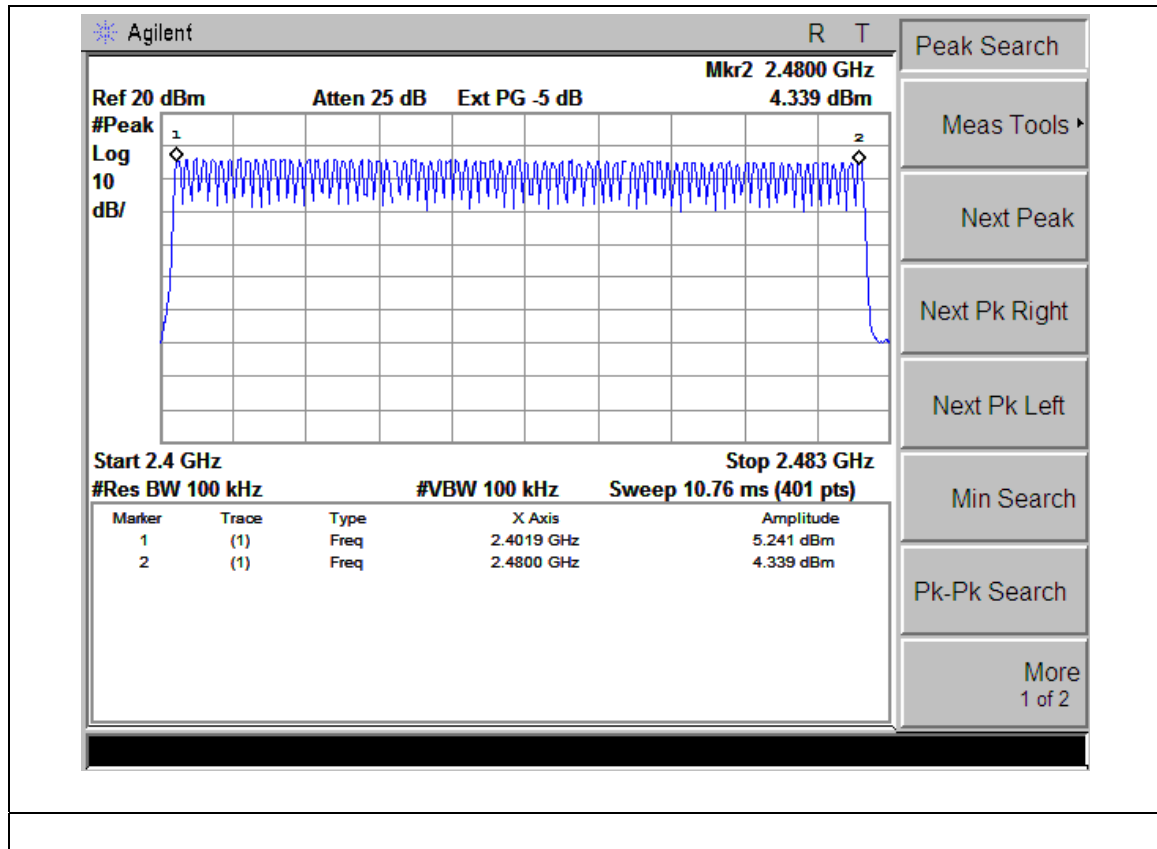 Agilent R T
Mkr2 2.4800 GHz
Ref 20 dBm Atten 25 dB Ext PG -5 dB 4.339 dBm
#Peak
Log
10
dB/
1
2
Start 2.4 GHz Stop 2.483 GHz
#Res BW 100 kHz #VBW 100 kHz Sweep 10.76 ms (401 pts)
Marker Trace Type X Axis Amplitude
1 (1) Freq 2.4019 GHz 5.241 dBm
2 (1) Freq 2.4800 GHz 4.339 dBm
Peak Search
Meas Tools
Next Peak
Next Pk Right
Next Pk Left
Min Search
Pk-Pk Search
More
1 of 2